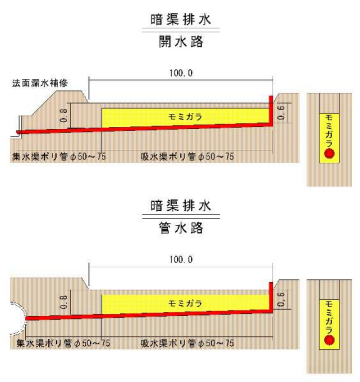 暗渠排水
開水路
法面漏水補修
100.0
0.8
モミガラ
0.6
モミガラ
集水渠ポリ管φ50～75
吸水渠ポリ管φ50～75
暗渠排水
管水路
100.0
0.8
モミガラ
0.6
モミガラ
集水渠ポリ管φ50～75
吸水渠ポリ管φ50～75